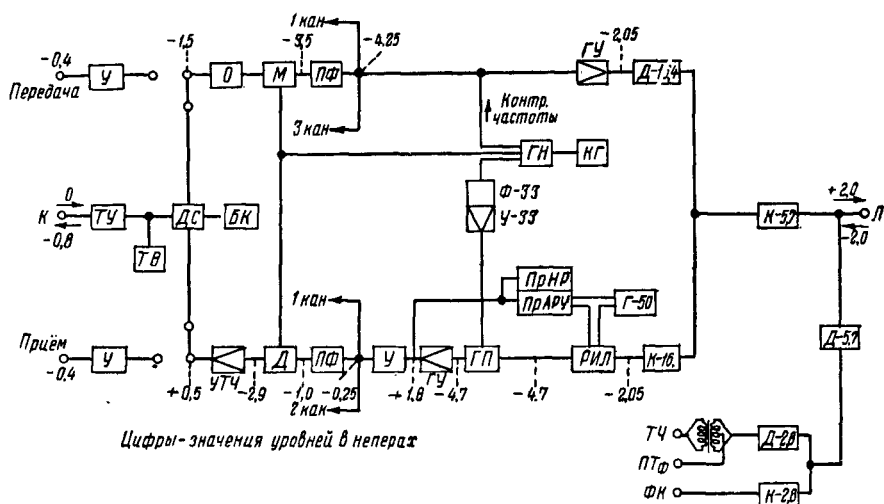 1 кан
-1,5
-3,5
-4,25
ГУ
-2,05
-0,4
У
О
М
ПФ
Д-1,14
Передача
Контр.
частоты
3 кан
ГН
КГ
Ф-33
У-33
0
К
ТУ
ДС
БК
-0,8
ТВ
К-5,7
+2,0
Л
-2,0
ПрНР
ПрАРУ
Г-50
1 кан
Д-5,7
Приём
У
-0,4
УТЧ
Д
ПФ
У
ГУ
ГП
РИЛ
К-16
+0,5
-2,9
-1,0
-0,25
+1,8
-4,7
-4,7
-2,05
2 кан
Цифры-значения уровней в неперах
ТЧ
Д-2,8
ПТФ
ФК
К-2,8